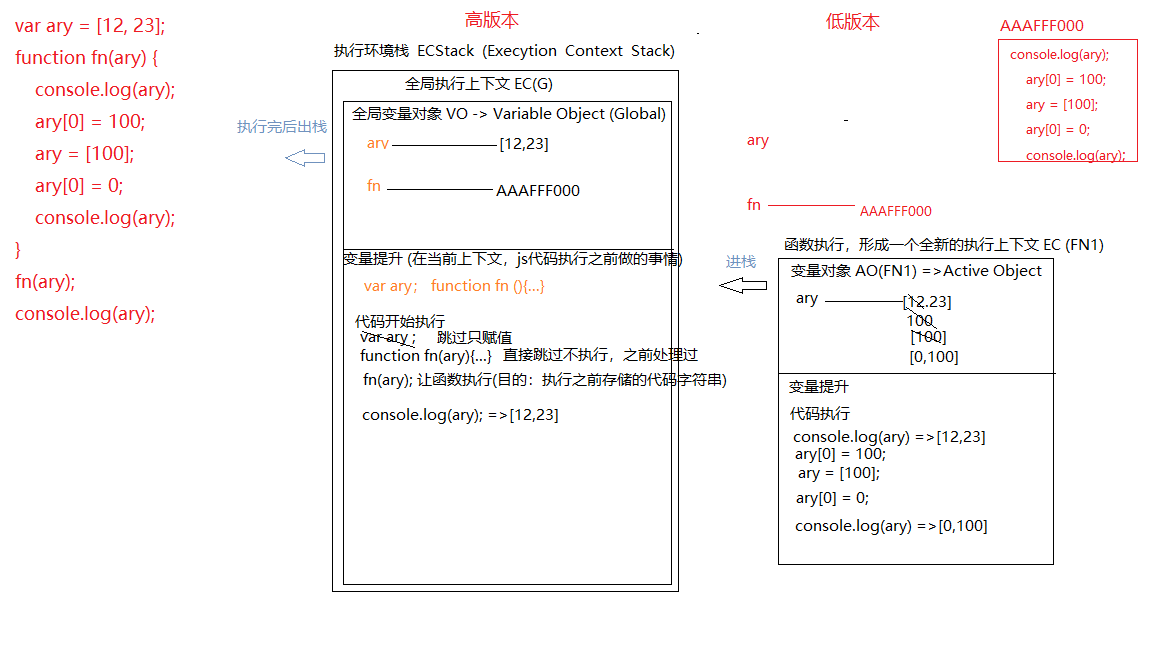 var ary = [12, 23];
function fn(ary) {
console.log(ary);
ary[0] = 100;
ary = [100];
ary[0] = 0;
console.log(ary);
}
fn(ary);
console.log(ary);
高版本
执行环境栈 ECStack (Execytion Context Stack)
执行完后出栈
全局执行上下文 EC(G)
全局变量对象 VO -> Variable Object (Global)
arv [12,23]
fn AAAFFF000
变量提升 (在当前上下文，js代码执行之前做的事情)
var ary； function fn (){...}
代码开始执行
var ary ; 跳过只赋值
function fn(ary){...} 直接跳过不执行，之前处理过
fn(ary); 让函数执行(目的：执行之前存储的代码字符串)
console.log(ary); =>[12,23]
低版本
ary
fn AAAFFF000
AAAFFF000
console.log(ary);
ary[0] = 100;
ary = [100];
ary[0] = 0;
console.log(ary);
函数执行，形成一个全新的执行上下文 EC (FN1)
进栈
变量对象 AO(FN1) =>Active Object
ary [12.23]
100
[100]
[0,100]
变量提升
代码执行
console.log(ary) =>[12,23]
ary[0] = 100;
ary = [100];
ary[0] = 0;
console.log(ary) =>[0,100]